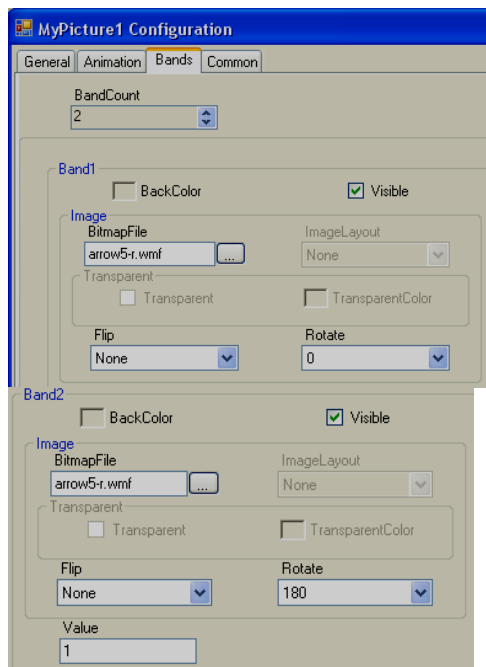 MyPicture1 Configuration
General Animation Bands Common
BandCount
2
Band1
BackColor Visible
Image
BitmapFile ImageLayout
arrow5-r.wmf ... None
Transparent
Transparent TransparentColor
Flip Rotate
None 0
Band2
BackColor Visible
Image
BitmapFile ImageLayout
arrow5-r.wmf ... None
Transparent
Transparent TransparentColor
Flip Rotate
None 180
Value
1